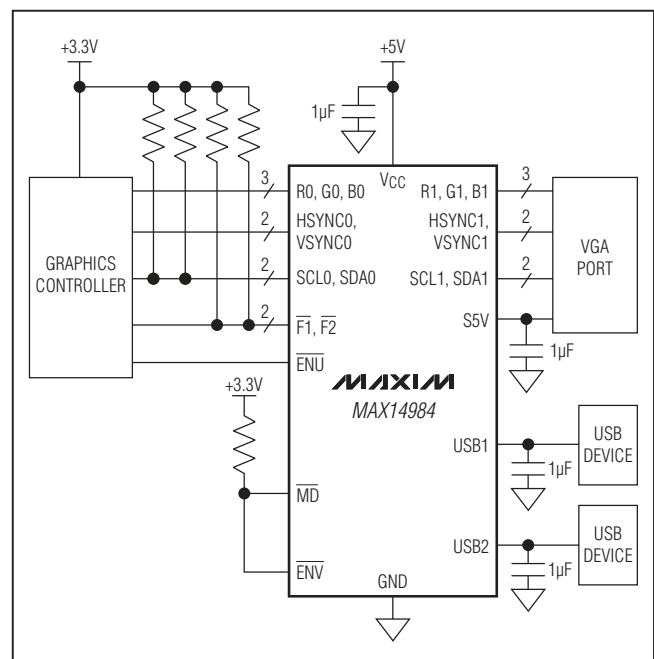 +3.3V
+5V
1µF
VCC
GRAPHICS
CONTROLLER
3
R0, G0, B0
2
HSYNC0,
VSYNC0
2
SCL0, SDA0
2
F1, F2
ENU
+3.3V
MD
ENV
MAXIM
MAX14984
GND
R1, G1, B1
3
HSYNC1,
VSYNC1
2
SCL1, SDA1
2
S5V
VGA
PORT
1µF
USB1
1µF
USB
DEVICE
USB2
1µF
USB
DEVICE